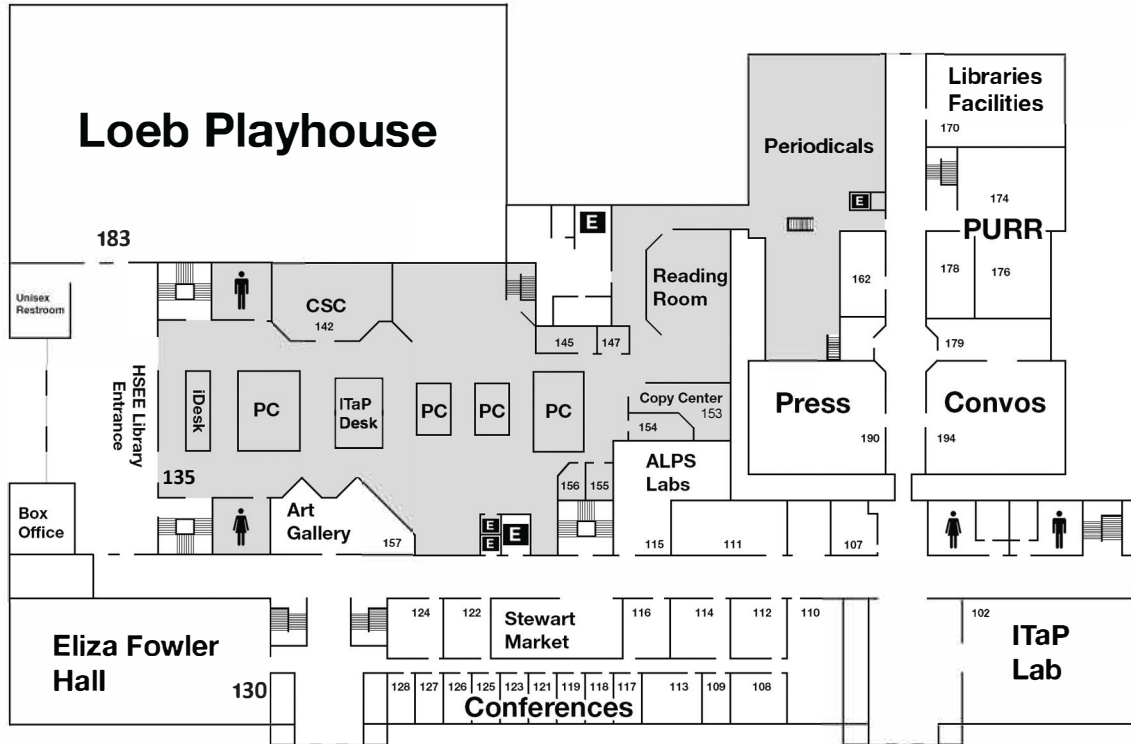 Loeb Playhouse
183
Libraries
Facilities
170
Periodicals
E
174
PURR
E
178
176
162
179
Unisex
Restroom
CSC
142
Reading
Room
145
147
HSEE Library
Entrance
iDesk
PC
ITaP
Desk
PC
PC
PC
Copy Center
153
154
Press
190
Convos
194
135
ALPS
Labs
156
155
Box
Office
Art
Gallery
157
E
E
E
115
111
107
124
122
Stewart
Market
116
114
112
110
102
ITaP
Lab
Eliza Fowler
Hall
130
128
127
126
125
123
121
119
118
117
113
109
108
Conferences